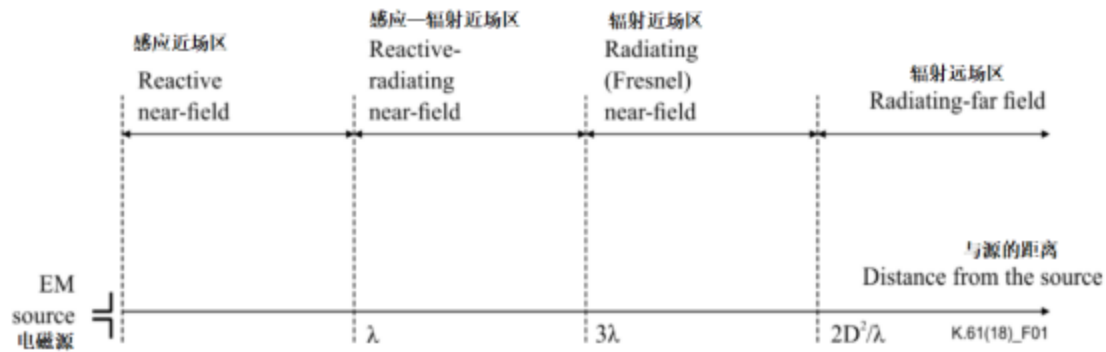 感应近场区
Reactive
near-field
感应—辐射近场区
Reactive-
radiating
near-field
辐射近场区
Radiating
(Fresnel)
near-field
辐射远场区
Radiating-far field
与源的距离
Distance from the source
EM
source
电磁源
λ
3λ
2D²/λ
K.61(18)_F01